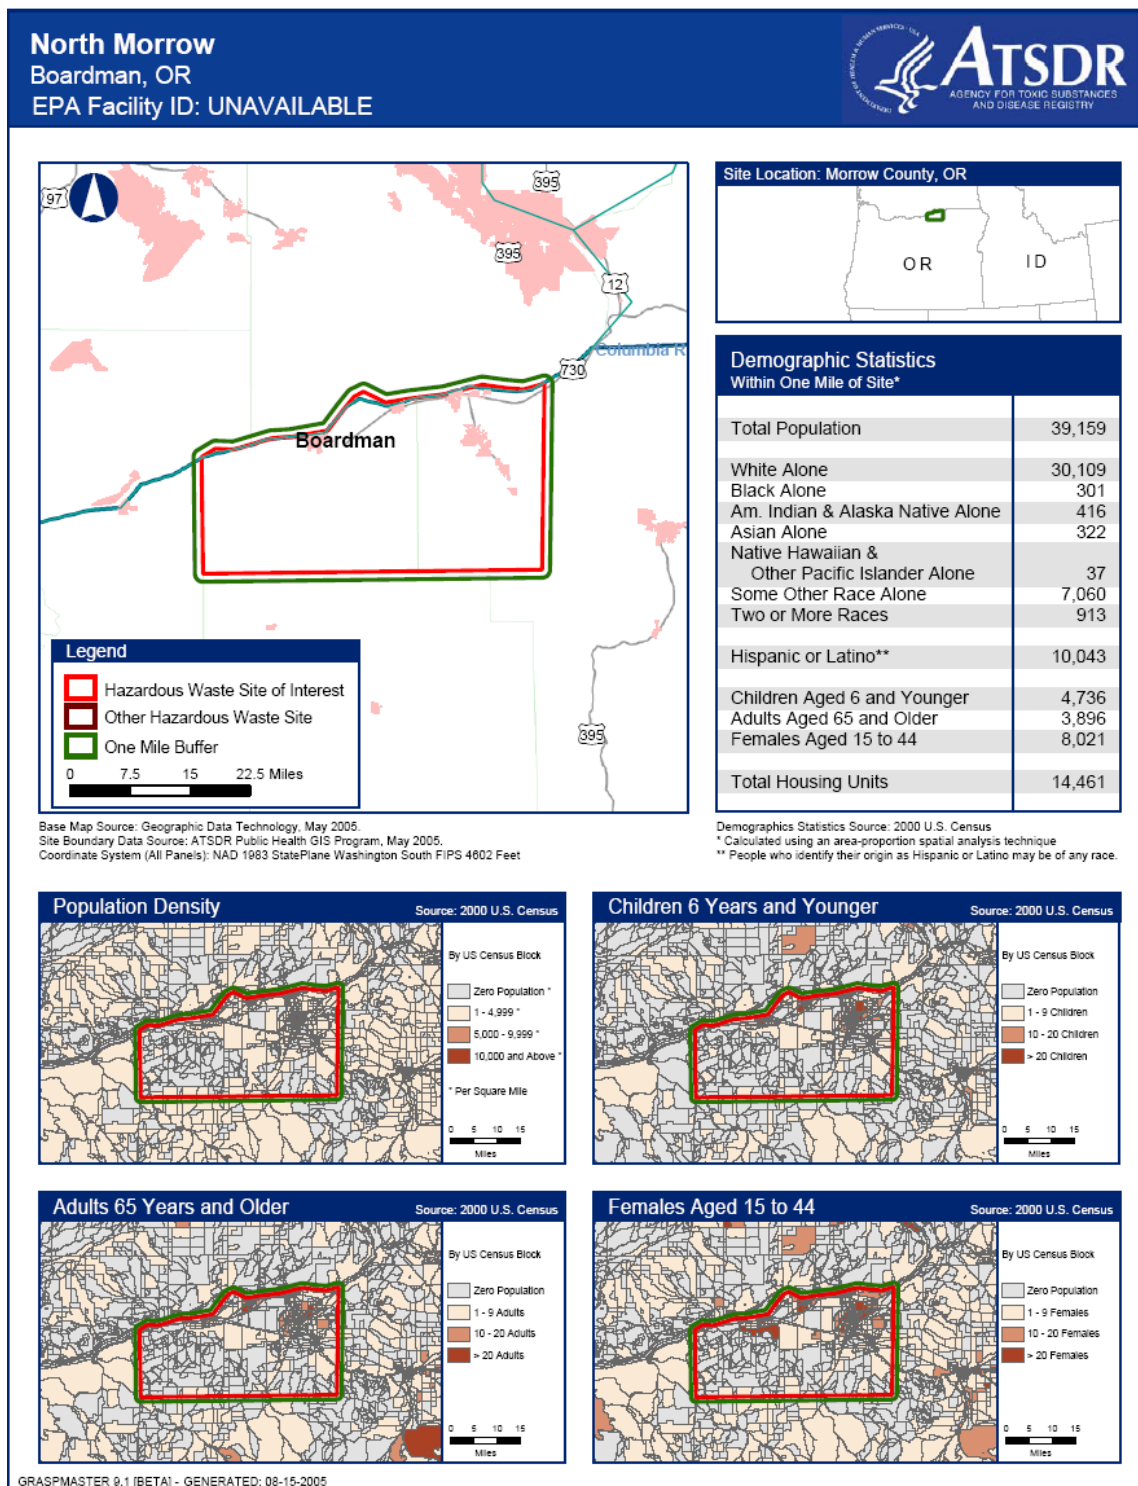 North Morrow
Boardman, OR
EPA Facility ID: UNAVAILABLE
DEPARTMENT OF HEALTH & HUMAN SERVICES · USA
ATSDR
AGENCY FOR TOXIC SUBSTANCES
AND DISEASE REGISTRY
97
395
395
12
Columbia R
730
Boardman
395
Legend
Hazardous Waste Site of Interest
Other Hazardous Waste Site
One Mile Buffer
0 7.5 15 22.5 Miles
Base Map Source: Geographic Data Technology, May 2005.
Site Boundary Data Source: ATSDR Public Health GIS Program, May 2005.
Coordinate System (All Panels): NAD 1983 StatePlane Washington South FIPS 4602 Feet
Site Location: Morrow County, OR
OR
ID
Demographic Statistics
Within One Mile of Site*
Total Population 39,159
White Alone 30,109
Black Alone 301
Am. Indian & Alaska Native Alone 416
Asian Alone 322
Native Hawaiian &
Other Pacific Islander Alone 37
Some Other Race Alone 7,060
Two or More Races 913
Hispanic or Latino** 10,043
Children Aged 6 and Younger 4,736
Adults Aged 65 and Older 3,896
Females Aged 15 to 44 8,021
Total Housing Units 14,461
Demographics Statistics Source: 2000 U.S. Census
* Calculated using an area-proportion spatial analysis technique
** People who identify their origin as Hispanic or Latino may be of any race.
Population Density Source: 2000 U.S. Census
By US Census Block
Zero Population *
1 - 4,999 *
5,000 - 9,999 *
10,000 and Above *
* Per Square Mile
0 5 10 15
Miles
Children 6 Years and Younger Source: 2000 U.S. Census
By US Census Block
Zero Population
1 - 9 Children
10 - 20 Children
> 20 Children
0 5 10 15
Miles
Adults 65 Years and Older Source: 2000 U.S. Census
By US Census Block
Zero Population
1 - 9 Adults
10 - 20 Adults
> 20 Adults
0 5 10 15
Miles
Females Aged 15 to 44 Source: 2000 U.S. Census
By US Census Block
Zero Population
1 - 9 Females
10 - 20 Females
> 20 Females
0 5 10 15
Miles
GRASPMASTER 9.1 [BETA] - GENERATED: 08-15-2005